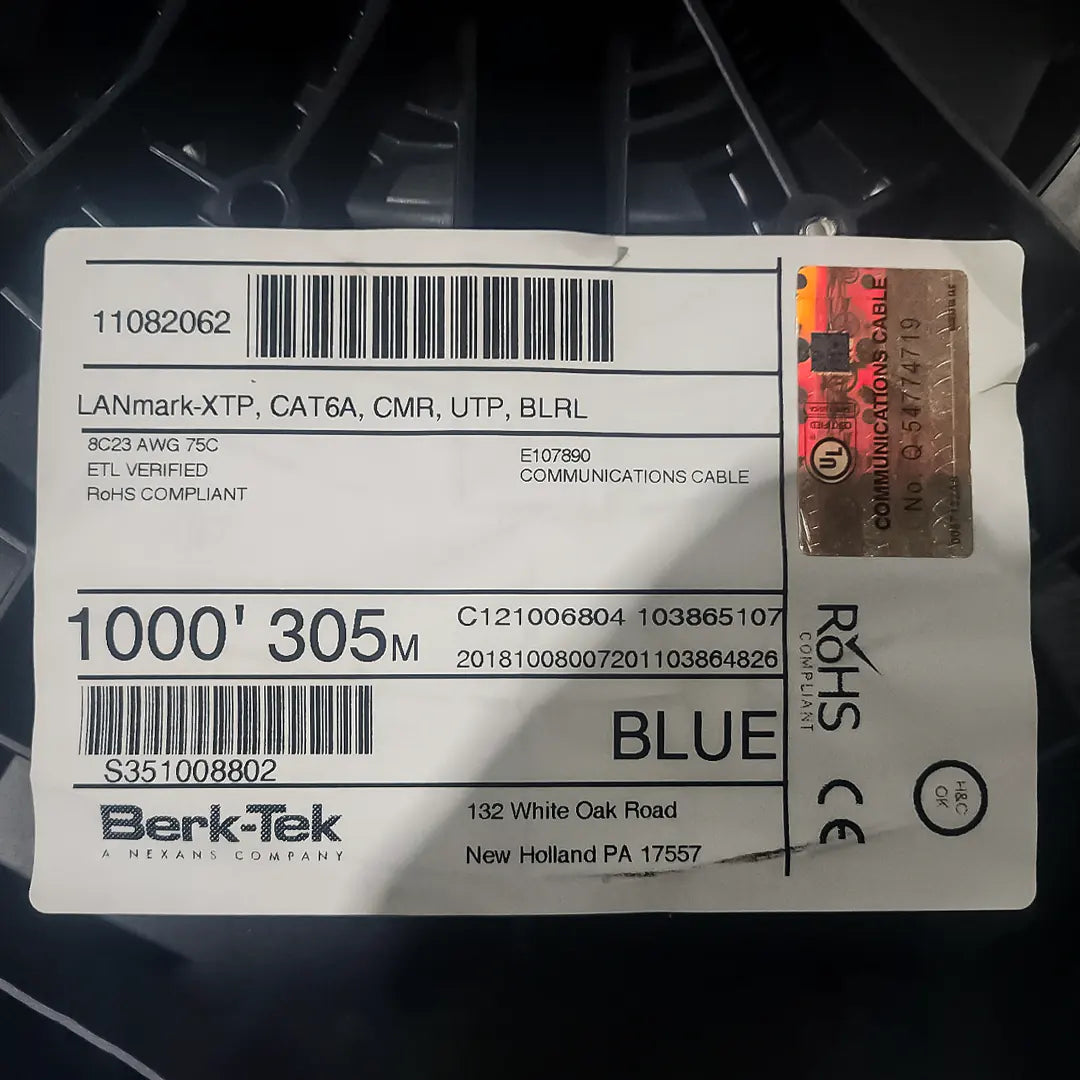 11082062
LANmark-XTP, CAT6A, CMR, UTP, BLRL
8C23 AWG 75C
ETL VERIFIED
RoHS COMPLIANT
E107890
COMMUNICATIONS CABLE
1000' 305M
C121006804 103865107
20181008007201103864826
S351008802
BLUE
Berk-Tek
A NEXANS COMPANY
132 White Oak Road
New Holland PA 17557
UL
COMMUNICATIONS CABLE
No. Q 54774719
RoHS
COMPLIANT
CE
H&C
OK